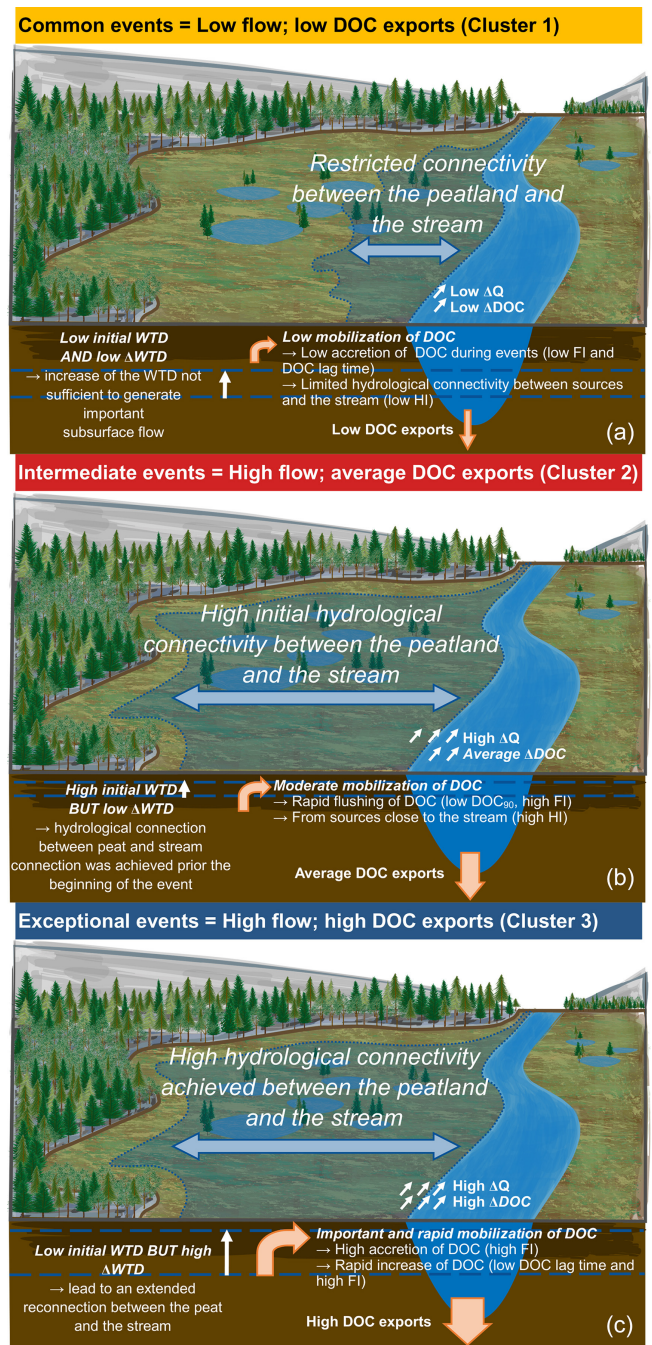 Common events = Low flow; low DOC exports (Cluster 1)
Restricted connectivity
between the peatland and
the stream
Low ΔQ
Low ΔDOC
Low initial WTD
AND low ΔWTD
→ increase of the WTD not
sufficient to generate
important
subsurface flow
Low mobilization of DOC
→ Low accretion of DOC during events (low FI and
DOC lag time)
→ Limited hydrological connectivity between sources
and the stream (low HI)
Low DOC exports
(a)
Intermediate events = High flow; average DOC exports (Cluster 2)
High initial hydrological
connectivity between the peatland
and the stream
High ΔQ
Average ΔDOC
High initial WTD
BUT low ΔWTD
→ hydrological connection
between peat and stream
connection was achieved prior the
beginning of the event
Moderate mobilization of DOC
→ Rapid flushing of DOC (low DOC₉₀, high FI)
→ From sources close to the stream (high HI)
Average DOC exports
(b)
Exceptional events = High flow; high DOC exports (Cluster 3)
High hydrological connectivity
achieved between the peatland
and the stream
High ΔQ
High ΔDOC
Low initial WTD BUT high
ΔWTD
→ lead to an extended
reconnection between the peat
and the stream
Important and rapid mobilization of DOC
→ High accretion of DOC (high FI)
→ Rapid increase of DOC (low DOC lag time and
high FI)
High DOC exports
(c)